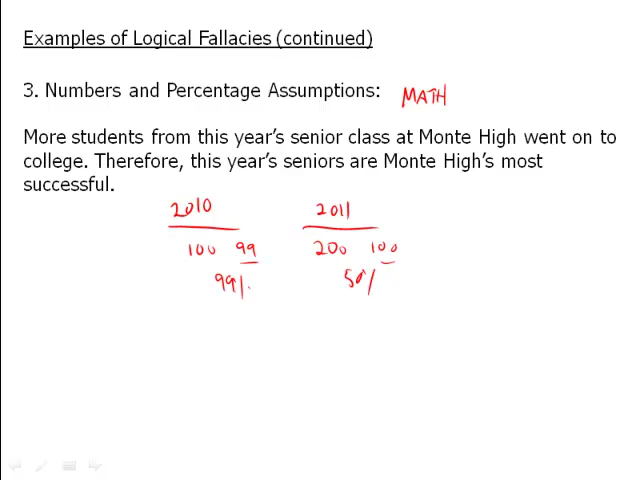 Examples of Logical Fallacies (continued)
3. Numbers and Percentage Assumptions: MATH
More students from this year's senior class at Monte High went on to
college. Therefore, this year's seniors are Monte High's most
successful.
2010 2011
100 99 200 100
99% 50%